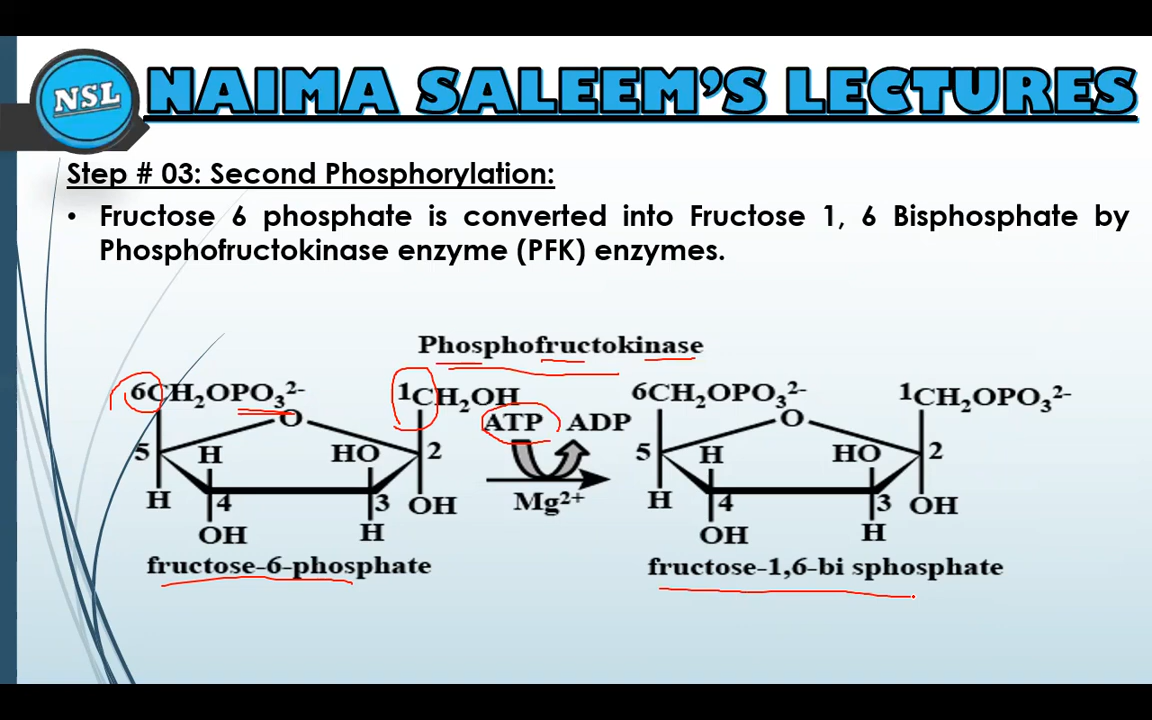 NSL
NAIMA SALEEM'S LECTURES
Step # 03: Second Phosphorylation:
• Fructose 6 phosphate is converted into Fructose 1, 6 Bisphosphate by
Phosphofructokinase enzyme (PFK) enzymes.
Phosphofructokinase
6CH₂OPO₃²⁻ ¹CH₂OH 6CH₂OPO₃²⁻ ¹CH₂OPO₃²⁻
O ATP ADP O
5 H HO 2 5 H HO 2
H 4 3 OH Mg²⁺ H 4 3 OH
OH H OH H
fructose-6-phosphate fructose-1,6-bi sphosphate